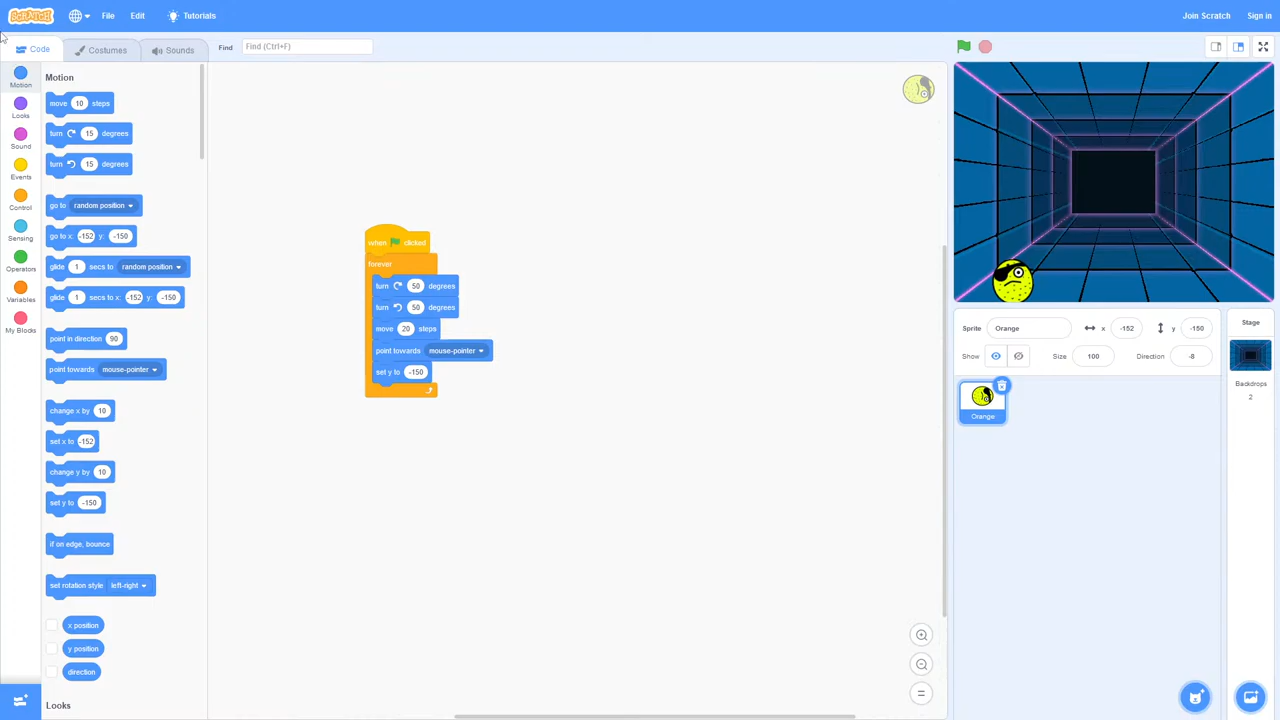 SCRATCH File Edit Tutorials Join Scratch Sign in
Code Costumes Sounds Find Find (Ctrl+F)
Motion
Looks
Sound
Events
Control
Sensing
Operators
Variables
My Blocks
Motion
move 10 steps
turn 15 degrees
turn 15 degrees
go to random position
go to x: -152 y: -150
glide 1 secs to random position
glide 1 secs to x: -152 y: -150
point in direction 90
point towards mouse-pointer
change x by 10
set x to -152
change y by 10
set y to -150
if on edge, bounce
set rotation style left-right
x position
y position
direction
Looks
when clicked
forever
turn 50 degrees
turn 50 degrees
move 20 steps
point towards mouse-pointer
set y to -150
Sprite Orange x -152 y -150
Show Size 100 Direction -8
Orange
Stage
Backdrops
2